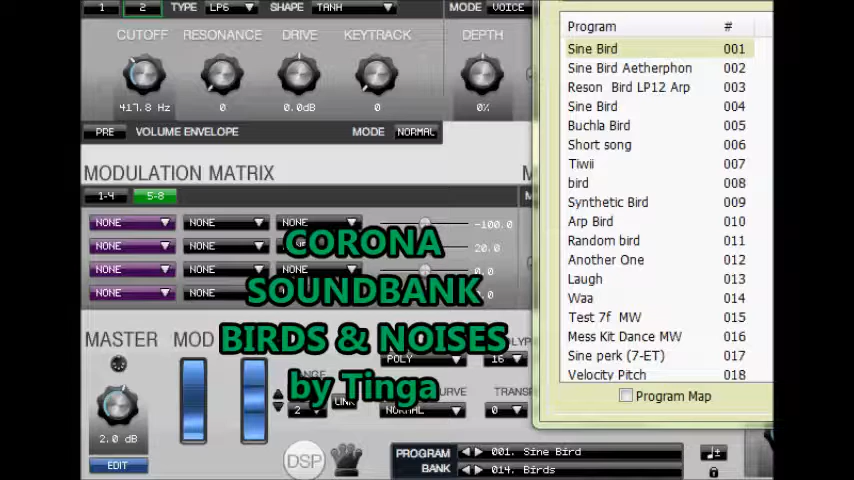 1 2 TYPE LP6 SHAPE TANH MODE VOICE
CUTOFF RESONANCE DRIVE KEYTRACK DEPTH
417.8 Hz 0 0.0dB 0 0%
PRE VOLUME ENVELOPE MODE NORMAL
MODULATION MATRIX
1-4 5-8
NONE NONE NONE -100.0
NONE NONE 20.0
NONE NONE NONE 0.0
NONE NONE
CORONA
SOUNDBANK
BIRDS & NOISES
by Tinga
MASTER MOD
POLY 16
LINK
2 NORMAL 0
2.0 dB
EDIT
DSP
PROGRAM 001. Sine Bird
BANK 014. Birds
Program #
Sine Bird 001
Sine Bird Aetherphon 002
Reson Bird LP12 Arp 003
Sine Bird 004
Buchla Bird 005
Short song 006
Tiwii 007
bird 008
Synthetic Bird 009
Arp Bird 010
Random bird 011
Another One 012
Laugh 013
Waa 014
Test 7f MW 015
Mess Kit Dance MW 016
Sine perk (7-ET) 017
Velocity Pitch 018
Program Map